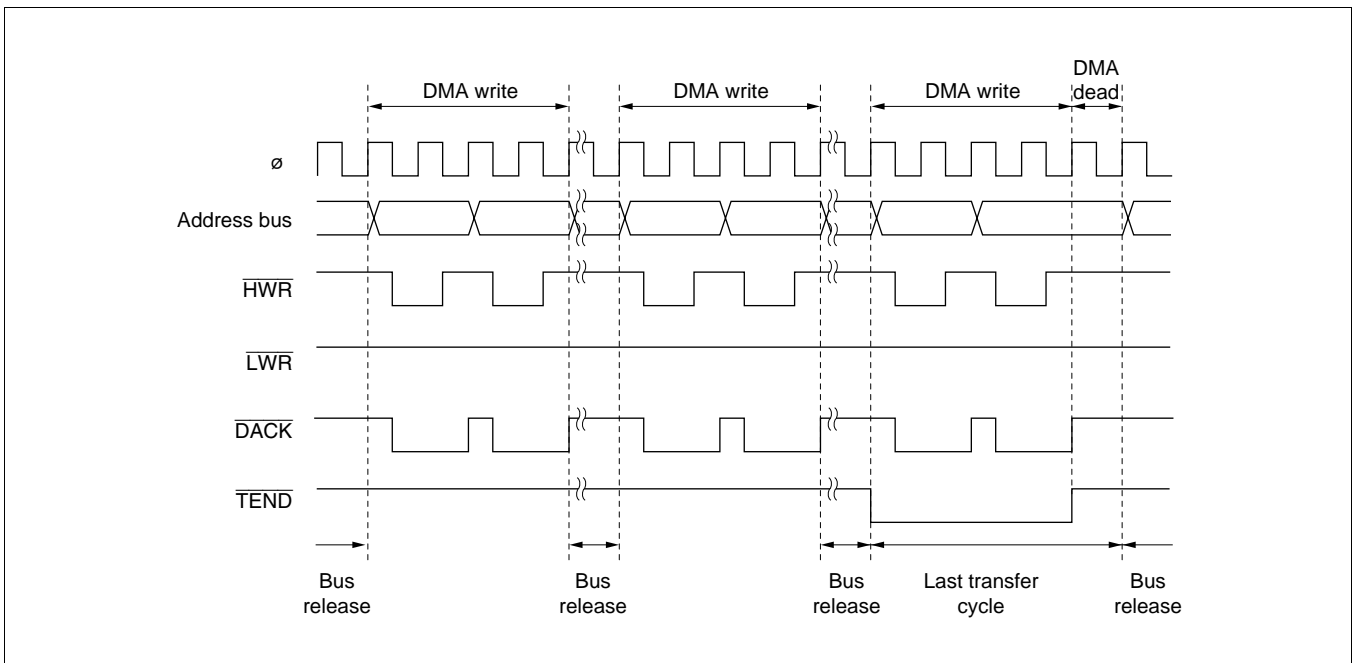 DMA write
DMA write
DMA write
DMA
dead
ø
Address bus
HWR
LWR
DACK
TEND
Bus
release
Bus
release
Bus
release
Last transfer
cycle
Bus
release